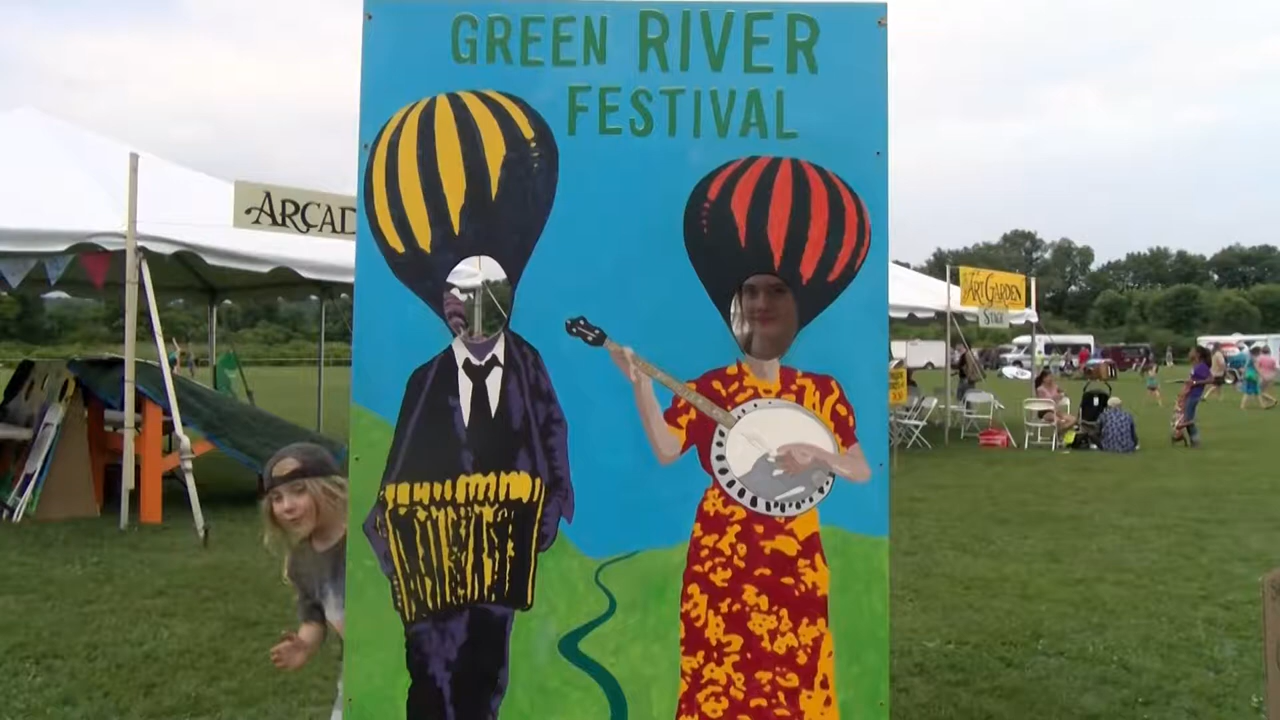 GREEN RIVER
FESTIVAL
ARCAD
ART GARDEN
STAGE